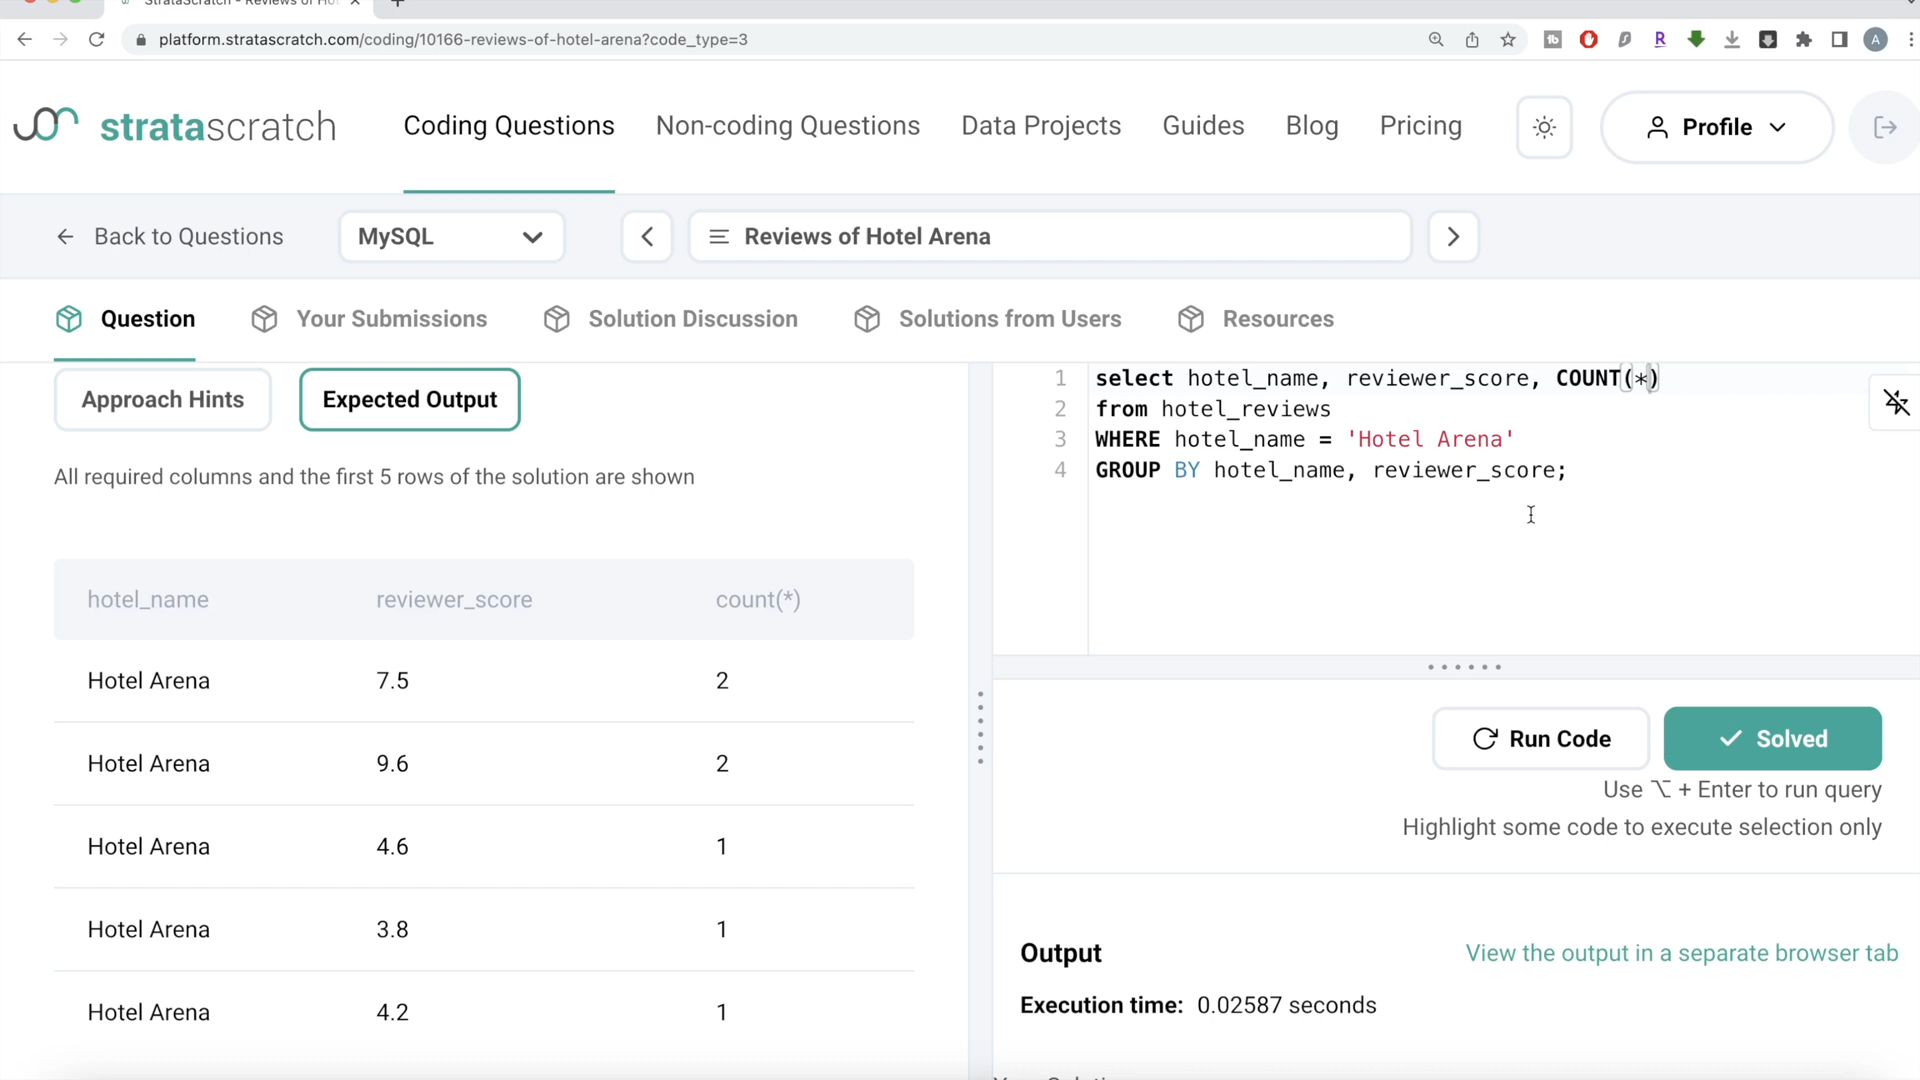 StrataScratch - Reviews of Hot
platform.stratascratch.com/coding/10166-reviews-of-hotel-arena?code_type=3
tb
R
A
stratascratch
Coding Questions
Non-coding Questions
Data Projects
Guides
Blog
Pricing
Profile
Back to Questions
MySQL
Reviews of Hotel Arena
Question
Your Submissions
Solution Discussion
Solutions from Users
Resources
Approach Hints
Expected Output
All required columns and the first 5 rows of the solution are shown
hotel_name reviewer_score count(*)
Hotel Arena 7.5 2
Hotel Arena 9.6 2
Hotel Arena 4.6 1
Hotel Arena 3.8 1
Hotel Arena 4.2 1
1 select hotel_name, reviewer_score, COUNT(*)
2 from hotel_reviews
3 WHERE hotel_name = 'Hotel Arena'
4 GROUP BY hotel_name, reviewer_score;
Run Code
Solved
Use ⌥ + Enter to run query
Highlight some code to execute selection only
Output
View the output in a separate browser tab
Execution time: 0.02587 seconds